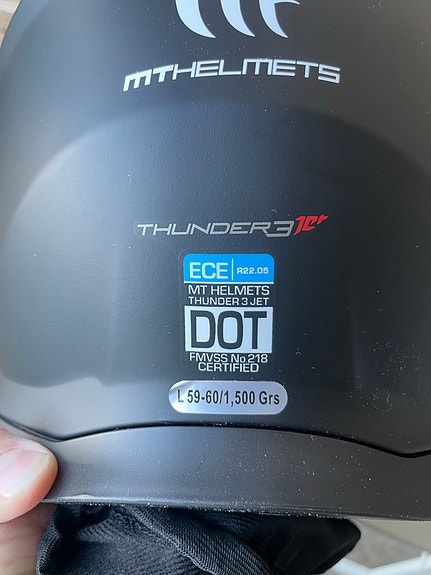 MTHELMETS
THUNDER3 Jet
ECE R22.05
MT HELMETS
THUNDER 3 JET
DOT
FMVSS No.218
CERTIFIED
L 59-60/1,500 Grs